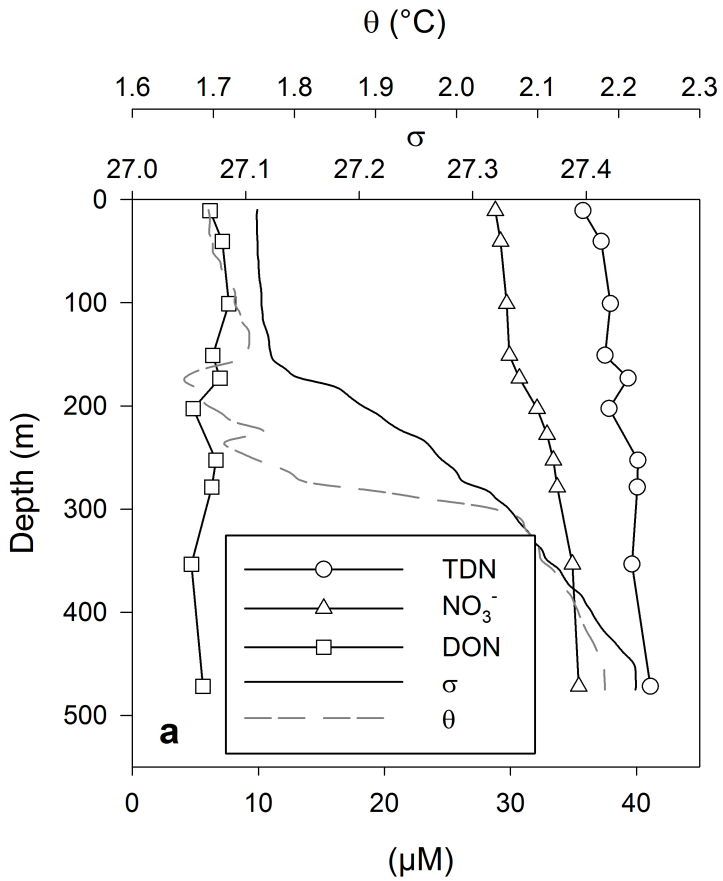 θ (°C)
1.6 1.7 1.8 1.9 2.0 2.1 2.2 2.3
σ
27.0 27.1 27.2 27.3 27.4
0
100
200
300
400
500
Depth (m)
TDN
NO₃⁻
DON
σ
θ
a
0 10 20 30 40
(µM)